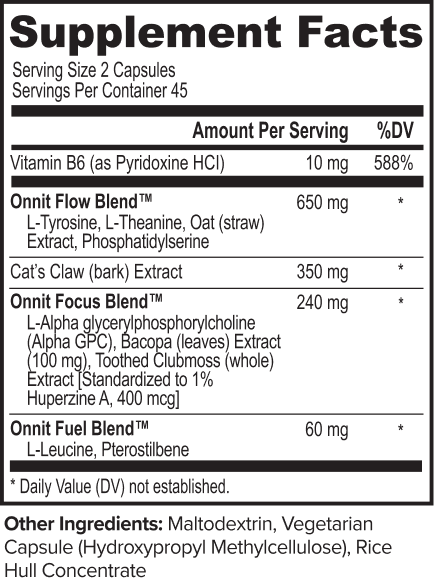 Supplement Facts
Serving Size 2 Capsules
Servings Per Container 45
Amount Per Serving %DV
Vitamin B6 (as Pyridoxine HCl) 10 mg 588%
Onnit Flow Blend™ 650 mg *
L-Tyrosine, L-Theanine, Oat (straw)
Extract, Phosphatidylserine
Cat's Claw (bark) Extract 350 mg *
Onnit Focus Blend™ 240 mg *
L-Alpha glycerylphosphorylcholine
(Alpha GPC), Bacopa (leaves) Extract
(100 mg), Toothed Clubmoss (whole)
Extract [Standardized to 1%
Huperzine A, 400 mcg]
Onnit Fuel Blend™ 60 mg *
L-Leucine, Pterostilbene
* Daily Value (DV) not established.
Other Ingredients: Maltodextrin, Vegetarian
Capsule (Hydroxypropyl Methylcellulose), Rice
Hull Concentrate